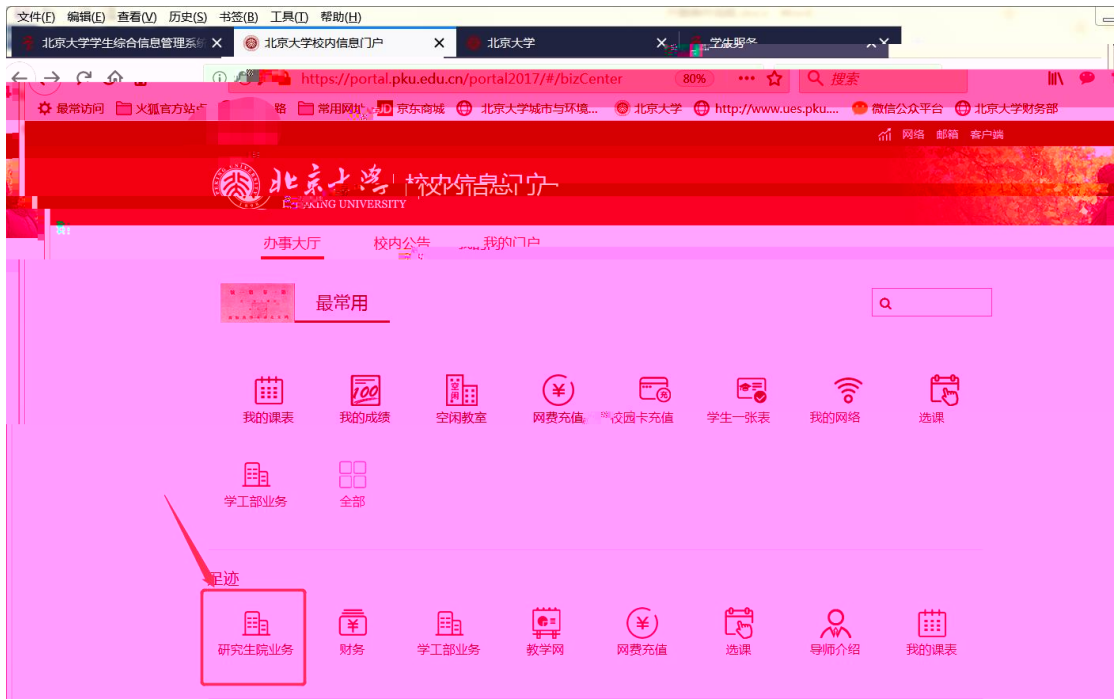 文件(F) 编辑(E) 查看(V) 历史(S) 书签(B) 工具(T) 帮助(H)
北京大学学生综合信息管理系统 北京大学校内信息门户 北京大学
https://portal.pku.edu.cn/portal2017/#/bizCenter 80% 搜索
最常访问 火狐官方站点 常用网址 JD 京东商城 北京大学城市与环境... 北京大学 http://www.ues.pku.... 微信公众平台 北京大学财务部
网络 邮箱 客户端
北京大学 校内信息门户
PEKING UNIVERSITY
办事大厅 校内公告 我的门户
最常用
我的课表 我的成绩 空闲教室 网费充值 校园卡充值 学生一张表 我的网络 选课
学工部业务 全部
足迹
研究生院业务 财务 学工部业务 教学网 网费充值 选课 导师介绍 我的课表